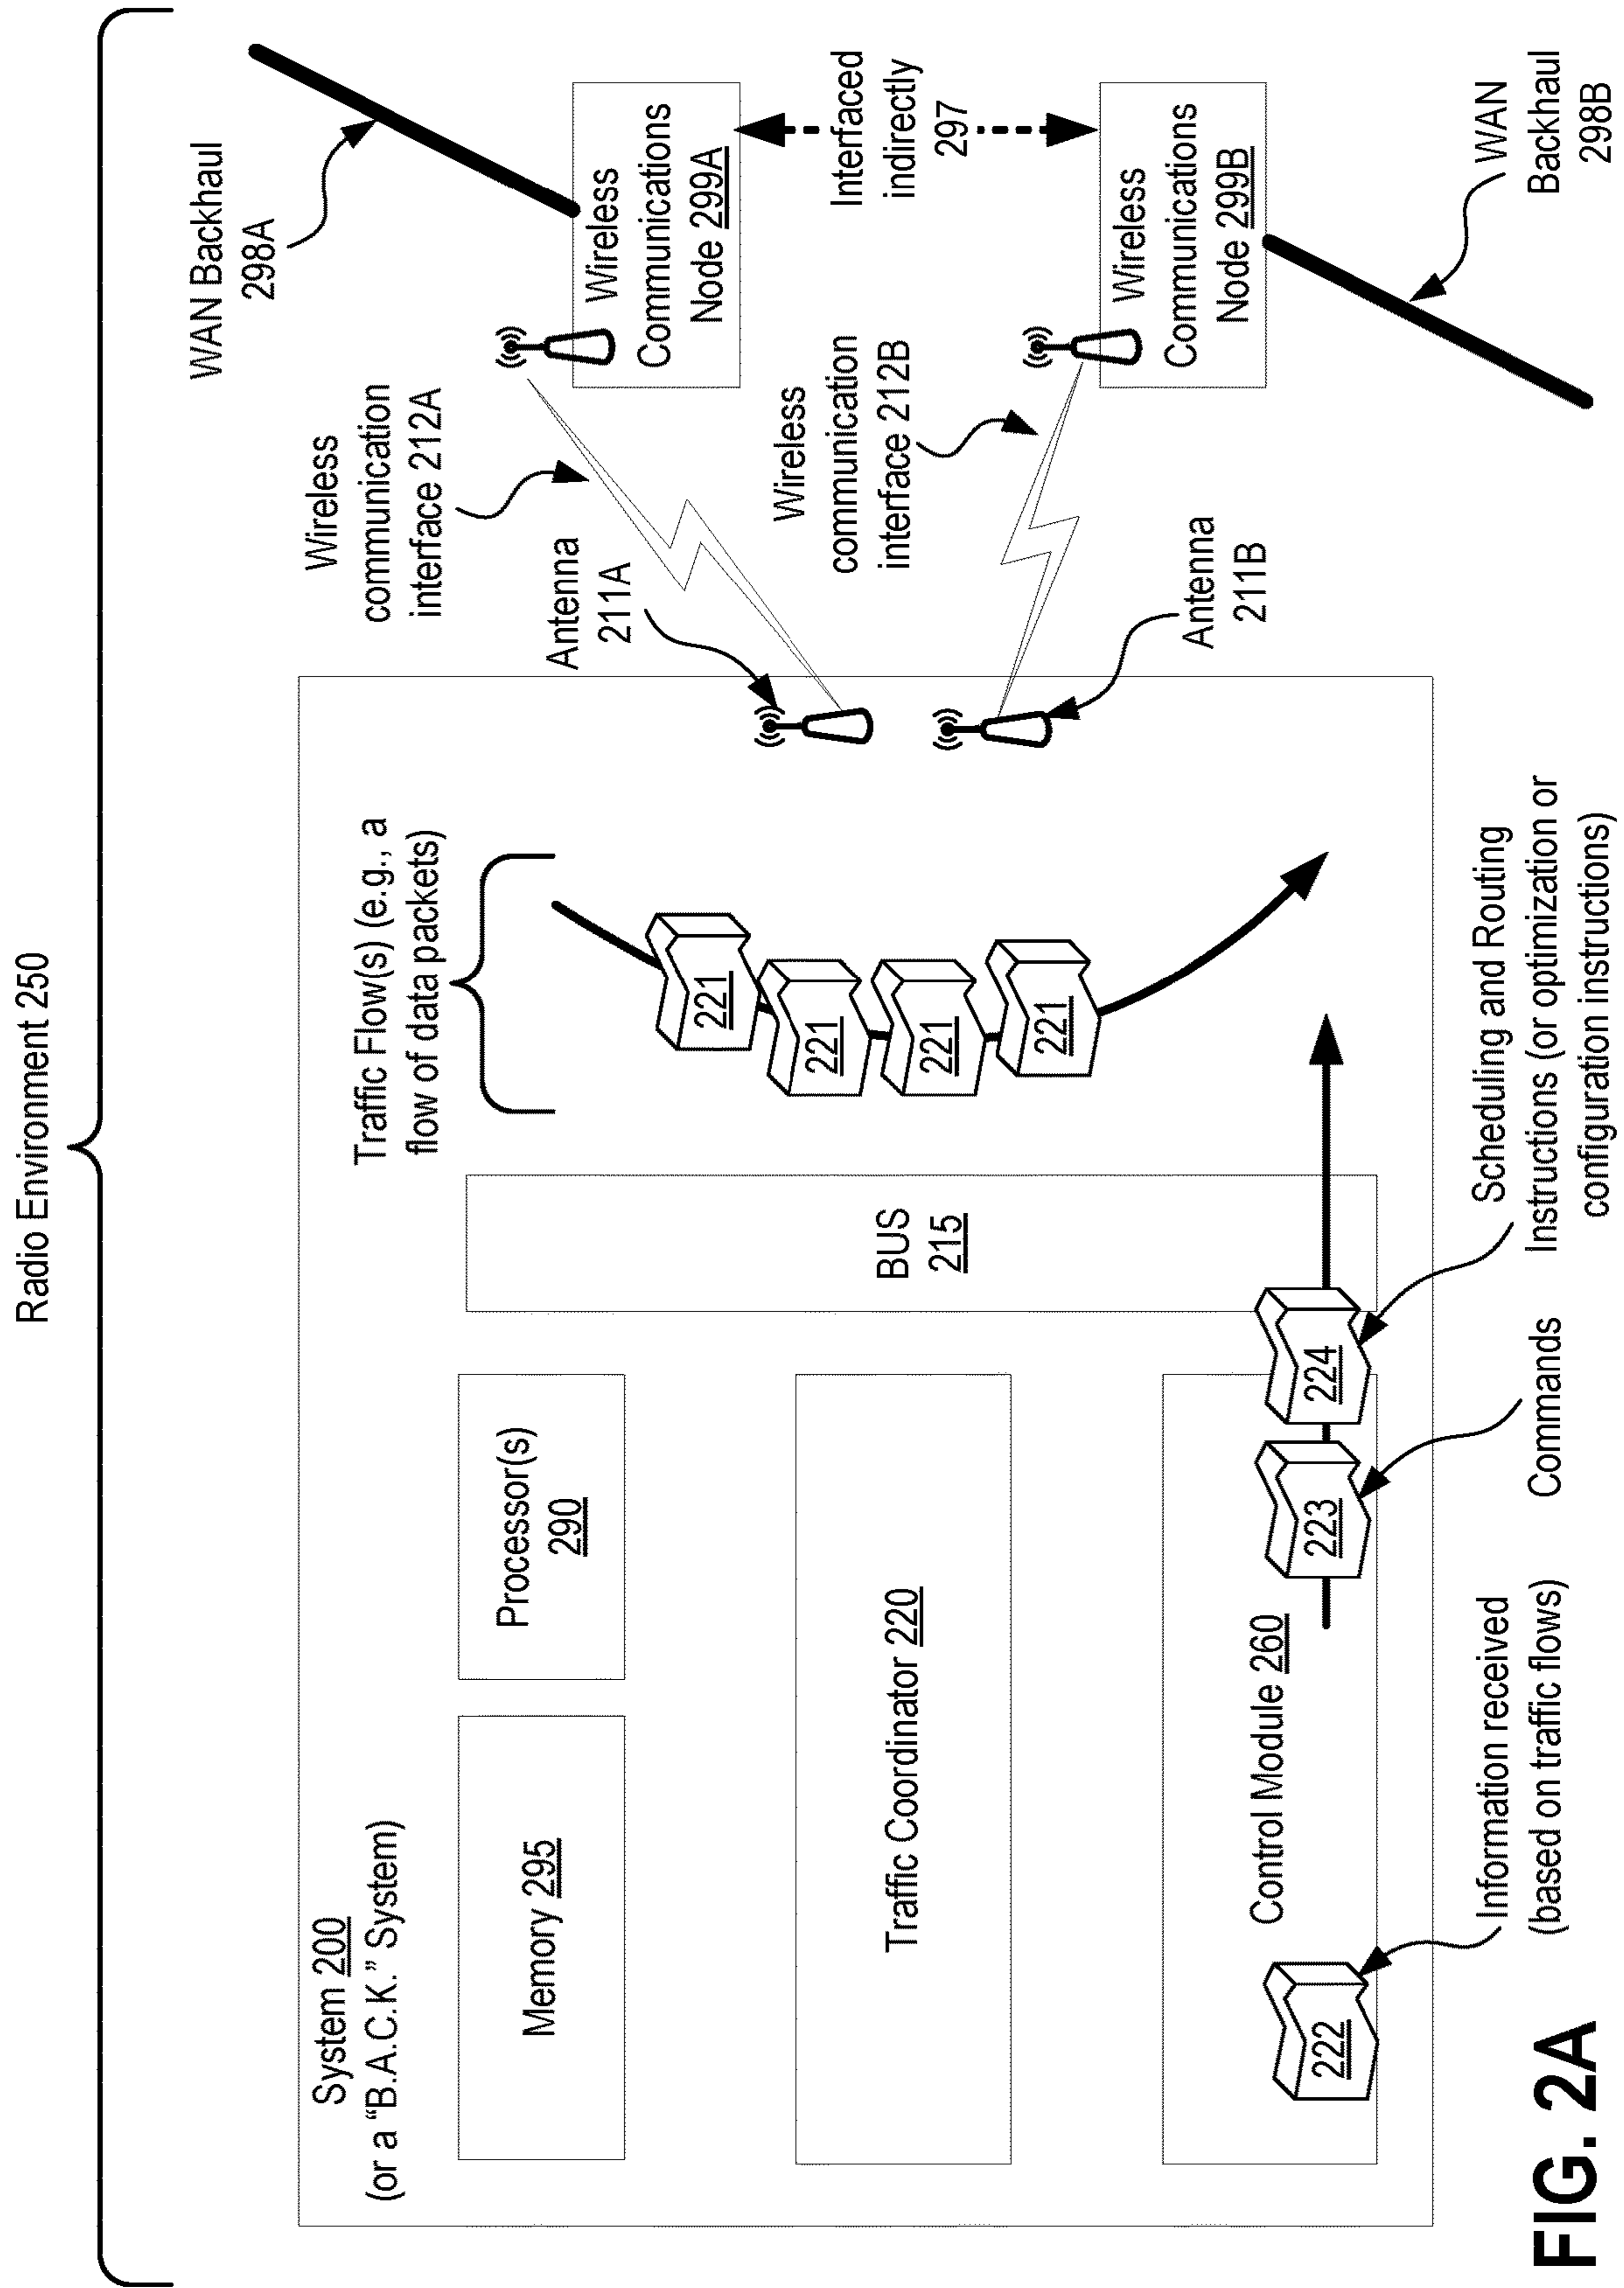 Radio Environment 250
System 200
(or a “B.A.C.K.” System)
Memory 295
Processor(s)
290
Traffic Coordinator 220
Control Module 260
222
223
224
BUS
215
Traffic Flow(s) (e.g., a
flow of data packets)
221
221
221
221
Antenna
211A
Antenna
211B
Wireless
communication
interface 212A
Wireless
communication
interface 212B
WAN Backhaul
298A
Wireless
Communications
Node 299A
Interfaced
indirectly
297
Wireless
Communications
Node 299B
WAN
Backhaul
298B
Information received
(based on traffic flows)
Commands
Scheduling and Routing
Instructions (or optimization or
configuration instructions)
FIG. 2A